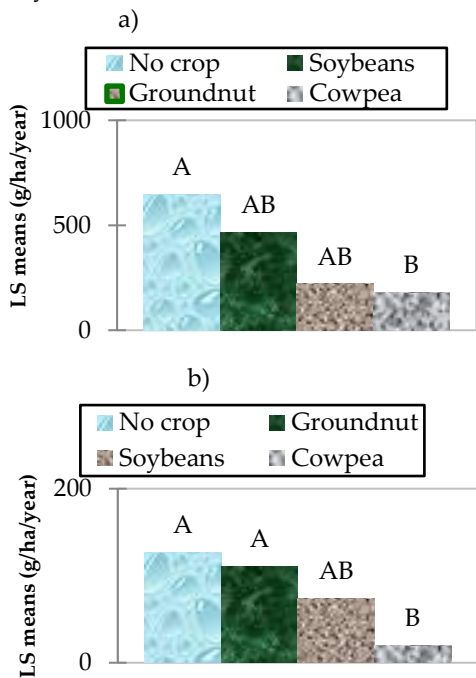 a)
No crop Soybeans
Groundnut Cowpea
LS means (g/ha/year)
1000
500
0
A
AB
AB
B
b)
No crop Groundnut
Soybeans Cowpea
LS means (g/ha/year)
200
0
A
A
AB
B